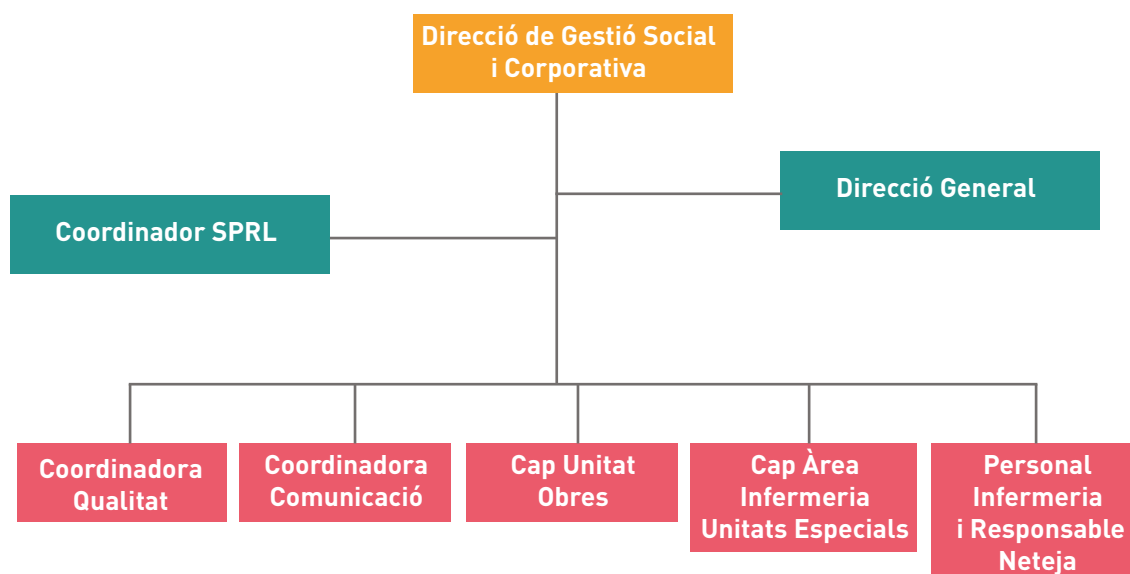 Direcció de Gestió Social
i Corporativa
Direcció General
Coordinador SPRL
Coordinadora
Qualitat
Coordinadora
Comunicació
Cap Unitat
Obres
Cap Àrea
Infermeria
Unitats Especials
Personal
Infermeria
i Responsable
Neteja